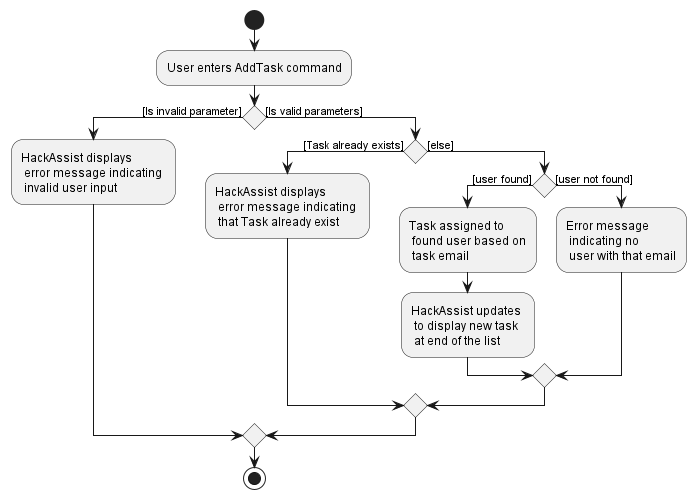 User enters AddTask command
[Is invalid parameter]
[Is valid parameters]
HackAssist displays
error message indicating
invalid user input
[Task already exists]
[else]
HackAssist displays
error message indicating
that Task already exist
[user found]
[user not found]
Task assigned to
found user based on
task email
Error message
indicating no
user with that email
HackAssist updates
to display new task
at end of the list